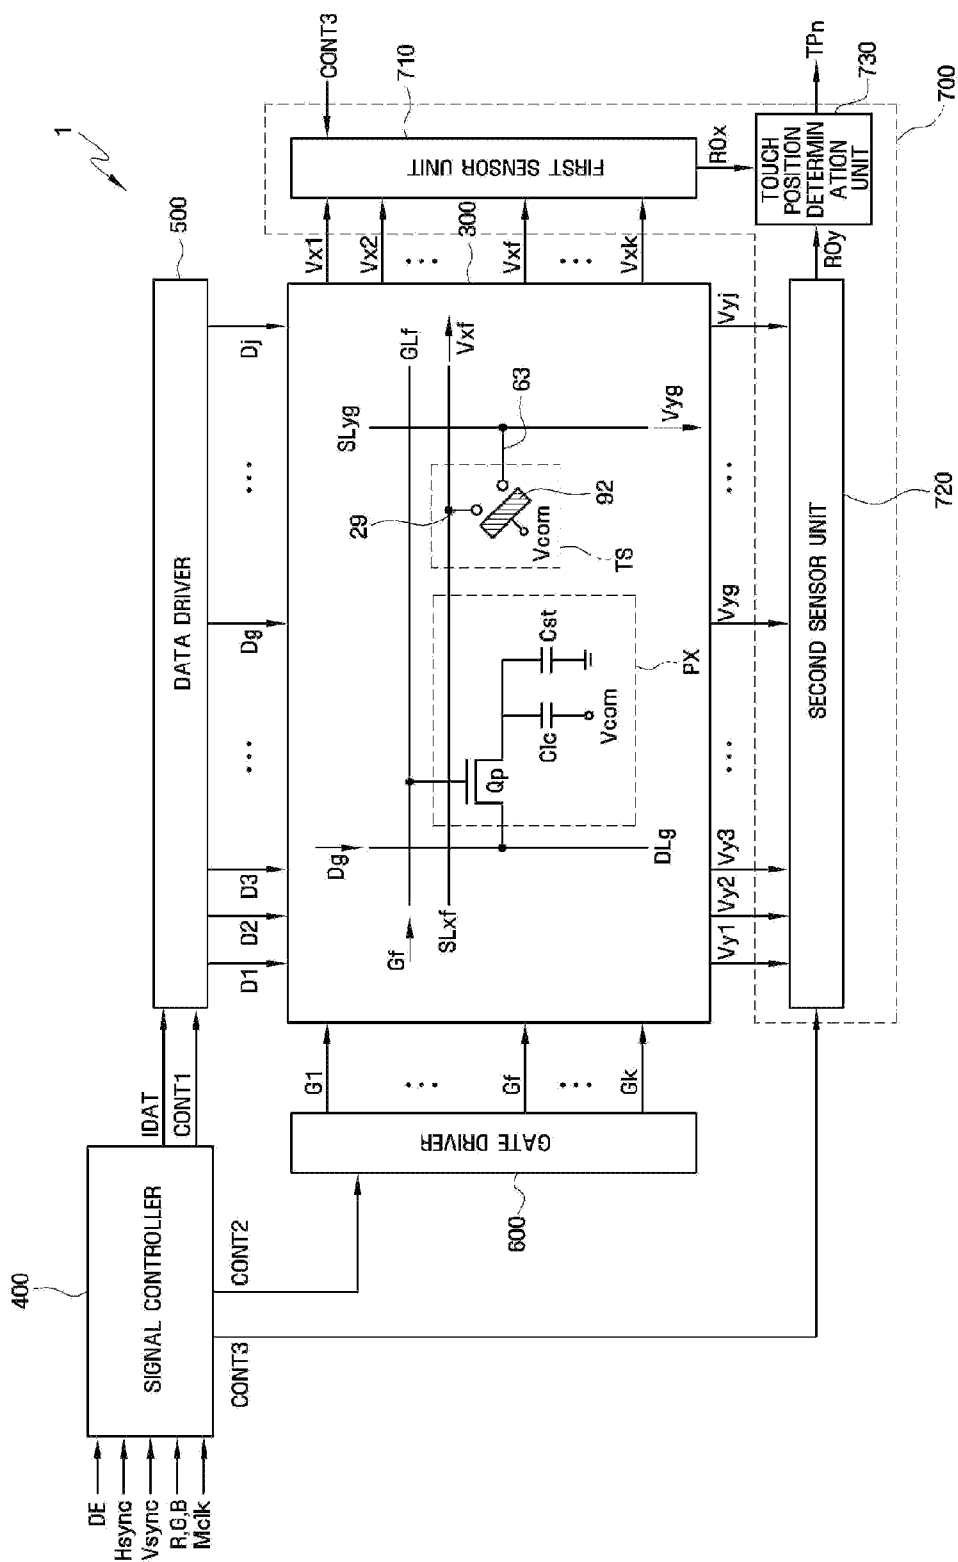 1
400
SIGNAL CONTROLLER
DE
Hsync
Vsync
R,G,B
Mclk
IDAT
CONT1
CONT2
CONT3
500
DATA DRIVER
D1
D2
D3
...
Dg
...
Dj
600
GATE DRIVER
G1
...
Gf
...
Gk
300
Gf
GLf
SLxf
Vxf
Dg
DLg
Qp
Clc
Cst
Vcom
PX
29
SLyg
63
92
Vcom
TS
Vyg
Vx1
Vx2
...
Vxf
...
Vxk
CONT3
710
FIRST SENSOR UNIT
ROx
Vy1
Vy2
Vy3
...
Vyg
...
Vyj
SECOND SENSOR UNIT
720
ROy
TOUCH
POSITION
DETERMIN
ATION
UNIT
TPn
730
700